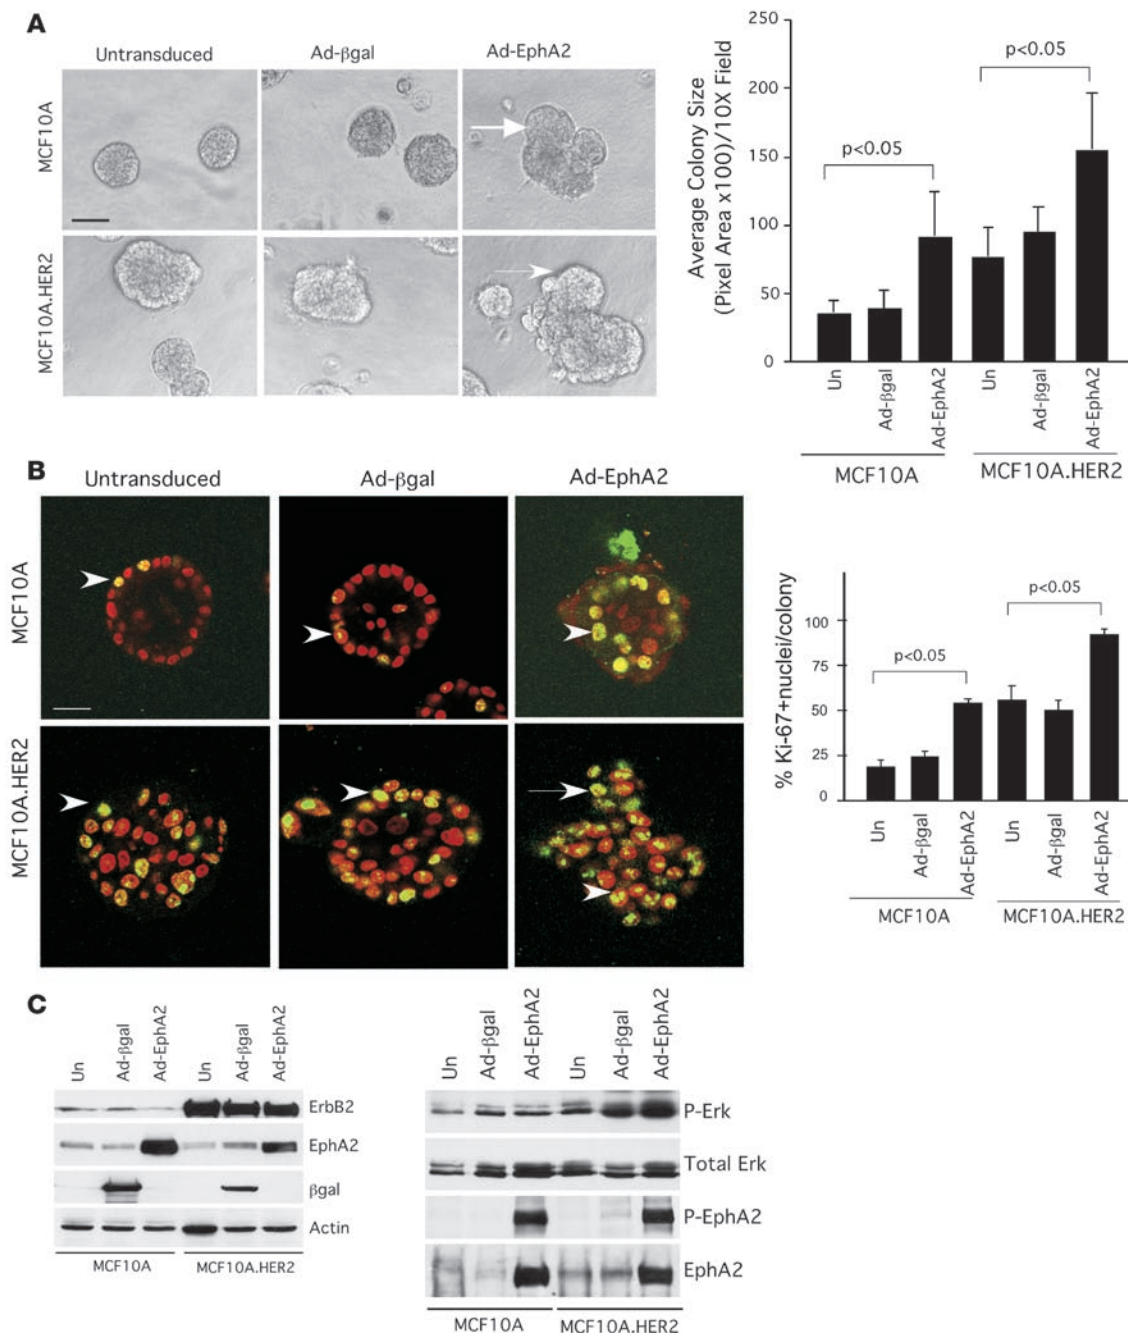 A
Untransduced
Ad-βgal
Ad-EphA2
MCF10A
MCF10A.HER2
Average Colony Size
(Pixel Area x100)/10X Field
250
200
150
100
50
0
p<0.05
p<0.05
Un
Ad-βgal
Ad-EphA2
Un
Ad-βgal
Ad-EphA2
MCF10A
MCF10A.HER2
B
Untransduced
Ad-βgal
Ad-EphA2
MCF10A
MCF10A.HER2
% Ki-67+nuclei/colony
100
75
50
25
0
p<0.05
p<0.05
Un
Ad-βgal
Ad-EphA2
Un
Ad-βgal
Ad-EphA2
MCF10A
MCF10A.HER2
C
Un
Ad-βgal
Ad-EphA2
Un
Ad-βgal
Ad-EphA2
ErbB2
EphA2
βgal
Actin
MCF10A
MCF10A.HER2
Un
Ad-βgal
Ad-EphA2
Un
Ad-βgal
Ad-EphA2
P-Erk
Total Erk
P-EphA2
EphA2
MCF10A
MCF10A.HER2